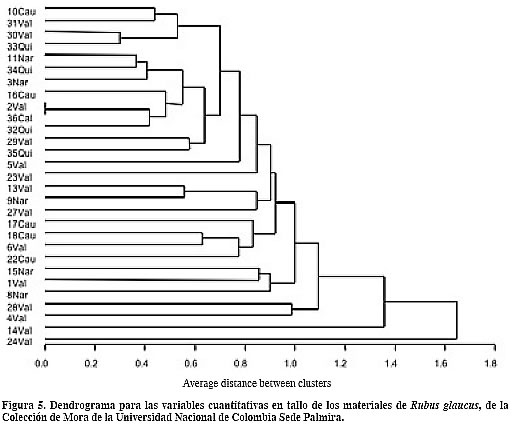 10Cau
31Val
30Val
33Qui
11Nar
34Qui
3Nar
16Cau
2Val
36Cal
32Qui
29Val
35Qui
5Val
23Val
13Val
9Nar
27Val
17Cau
18Cau
6Val
22Cau
15Nar
1Val
8Nar
28Val
4Val
14Val
24Val
0.0 0.2 0.4 0.6 0.8 1.0 1.2 1.4 1.6 1.8
Average distance between clusters
Figura 5. Dendrograma para las variables cuantitativas en tallo de los materiales de Rubus glaucus, de la
Colección de Mora de la Universidad Nacional de Colombia Sede Palmira.